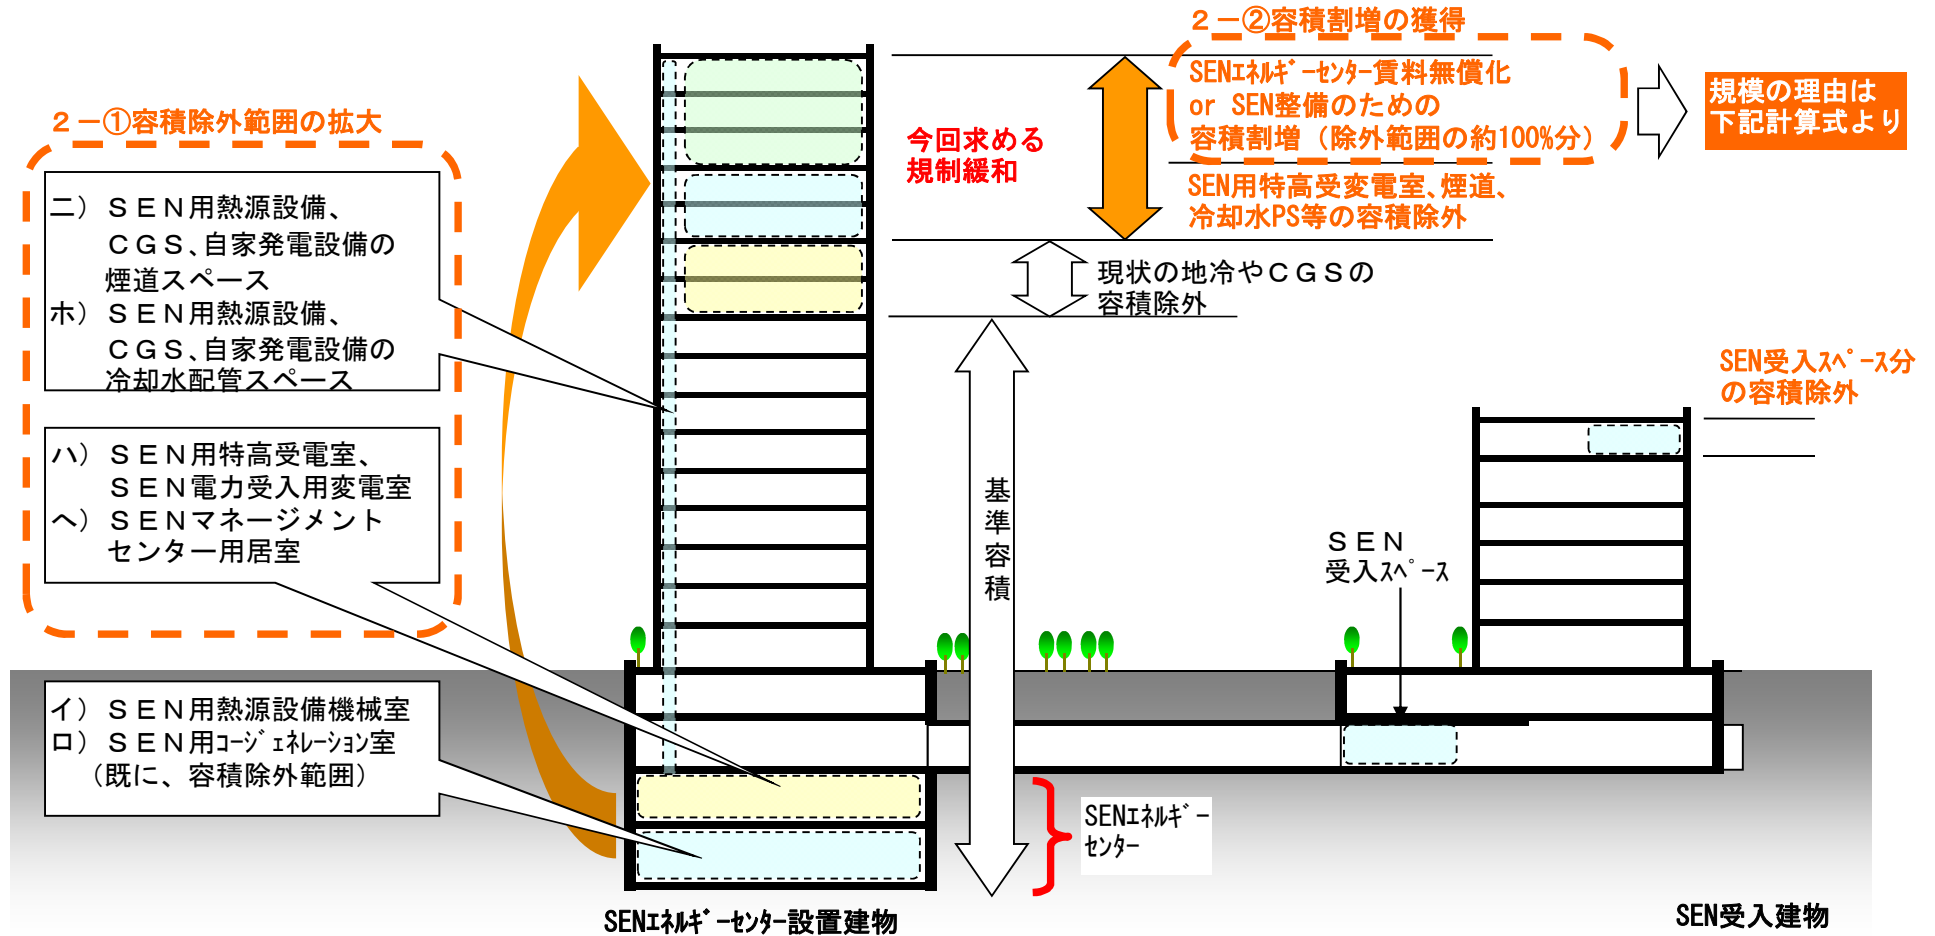 ２－②容積割増の獲得
SENｴﾈﾙｷﾞｰｾﾝﾀｰ賃料無償化
or SEN整備のための
容積割増（除外範囲の約100%分）
規模の理由は
下記計算式より
今回求める
規制緩和
SEN用特高受変電室、煙道、
冷却水PS等の容積除外
現状の地冷やＣＧＳの
容積除外
２－①容積除外範囲の拡大
ニ）ＳＥＮ用熱源設備、
ＣＧＳ、自家発電設備の
煙道スペース
ホ）ＳＥＮ用熱源設備、
ＣＧＳ、自家発電設備の
冷却水配管スペース
ハ）ＳＥＮ用特高受電室、
ＳＥＮ電力受入用変電室
ヘ）ＳＥＮマネージメント
センター用居室
イ）ＳＥＮ用熱源設備機械室
ロ）ＳＥＮ用ｺｰｼﾞｪﾈﾚｰｼｮﾝ室
（既に、容積除外範囲）
基準容積
SEN受入ｽﾍﾟｰｽ分
の容積除外
ＳＥＮ
受入ｽﾍﾟｰｽ
SENｴﾈﾙｷﾞｰ
ｾﾝﾀｰ
SENｴﾈﾙｷﾞｰｾﾝﾀｰ設置建物
SEN受入建物